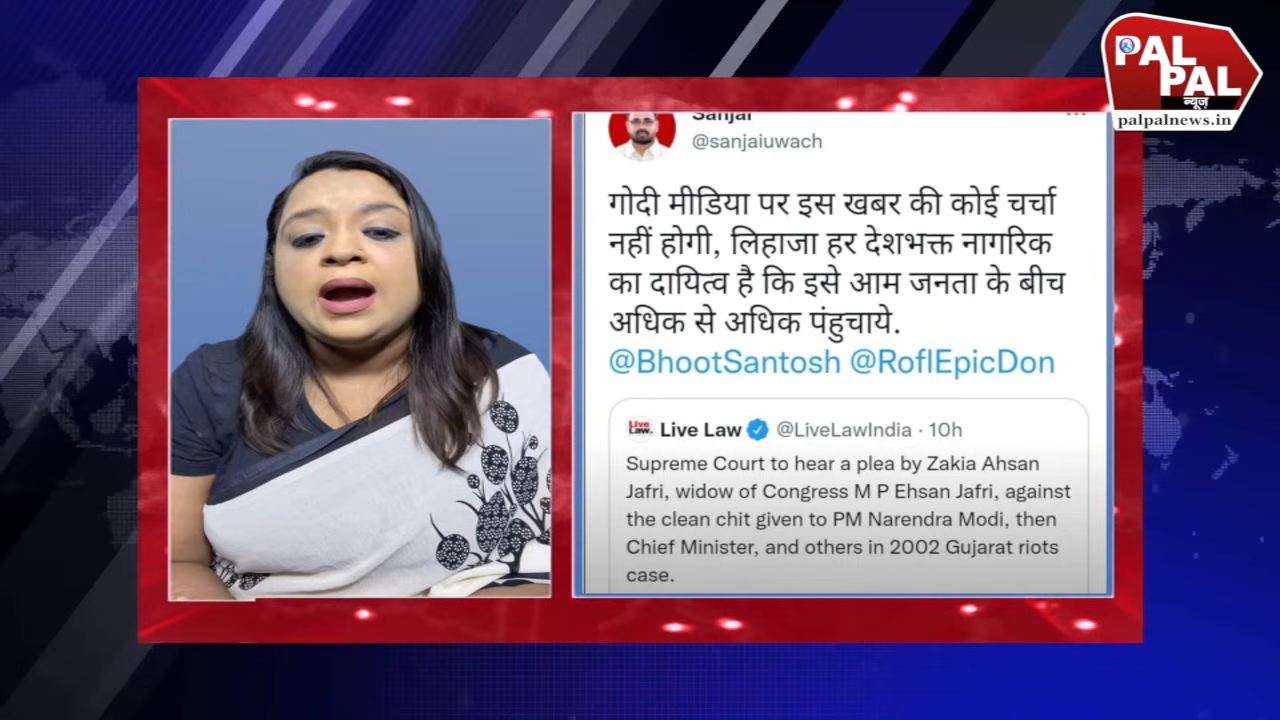 PAL
PAL
न्यूज़
palpalnews.in
Sanjai
@sanjaiuwach
गोदी मीडिया पर इस खबर की कोई चर्चा
नहीं होगी, लिहाजा हर देशभक्त नागरिक
का दायित्व है कि इसे आम जनता के बीच
अधिक से अधिक पंहुचाये.
@BhootSantosh @RoflEpicDon
Live Law.
Live Law @LiveLawIndia · 10h
Supreme Court to hear a plea by Zakia Ahsan
Jafri, widow of Congress M P Ehsan Jafri, against
the clean chit given to PM Narendra Modi, then
Chief Minister, and others in 2002 Gujarat riots
case.